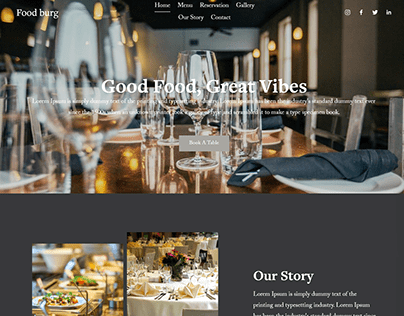 Food burg
Home Menu Reservation Gallery
Our Story Contact
Good Food, Great Vibes
Lorem Ipsum is simply dummy text of the printing and typesetting industry. Lorem Ipsum has been the industry's standard dummy text ever
since the 1500s, when an unknown printer took a galley of type and scrambled it to make a type specimen book.
Book A Table
Our Story
Lorem Ipsum is simply dummy text of the
printing and typesetting industry. Lorem Ipsum
has been the industry's standard dummy text ever